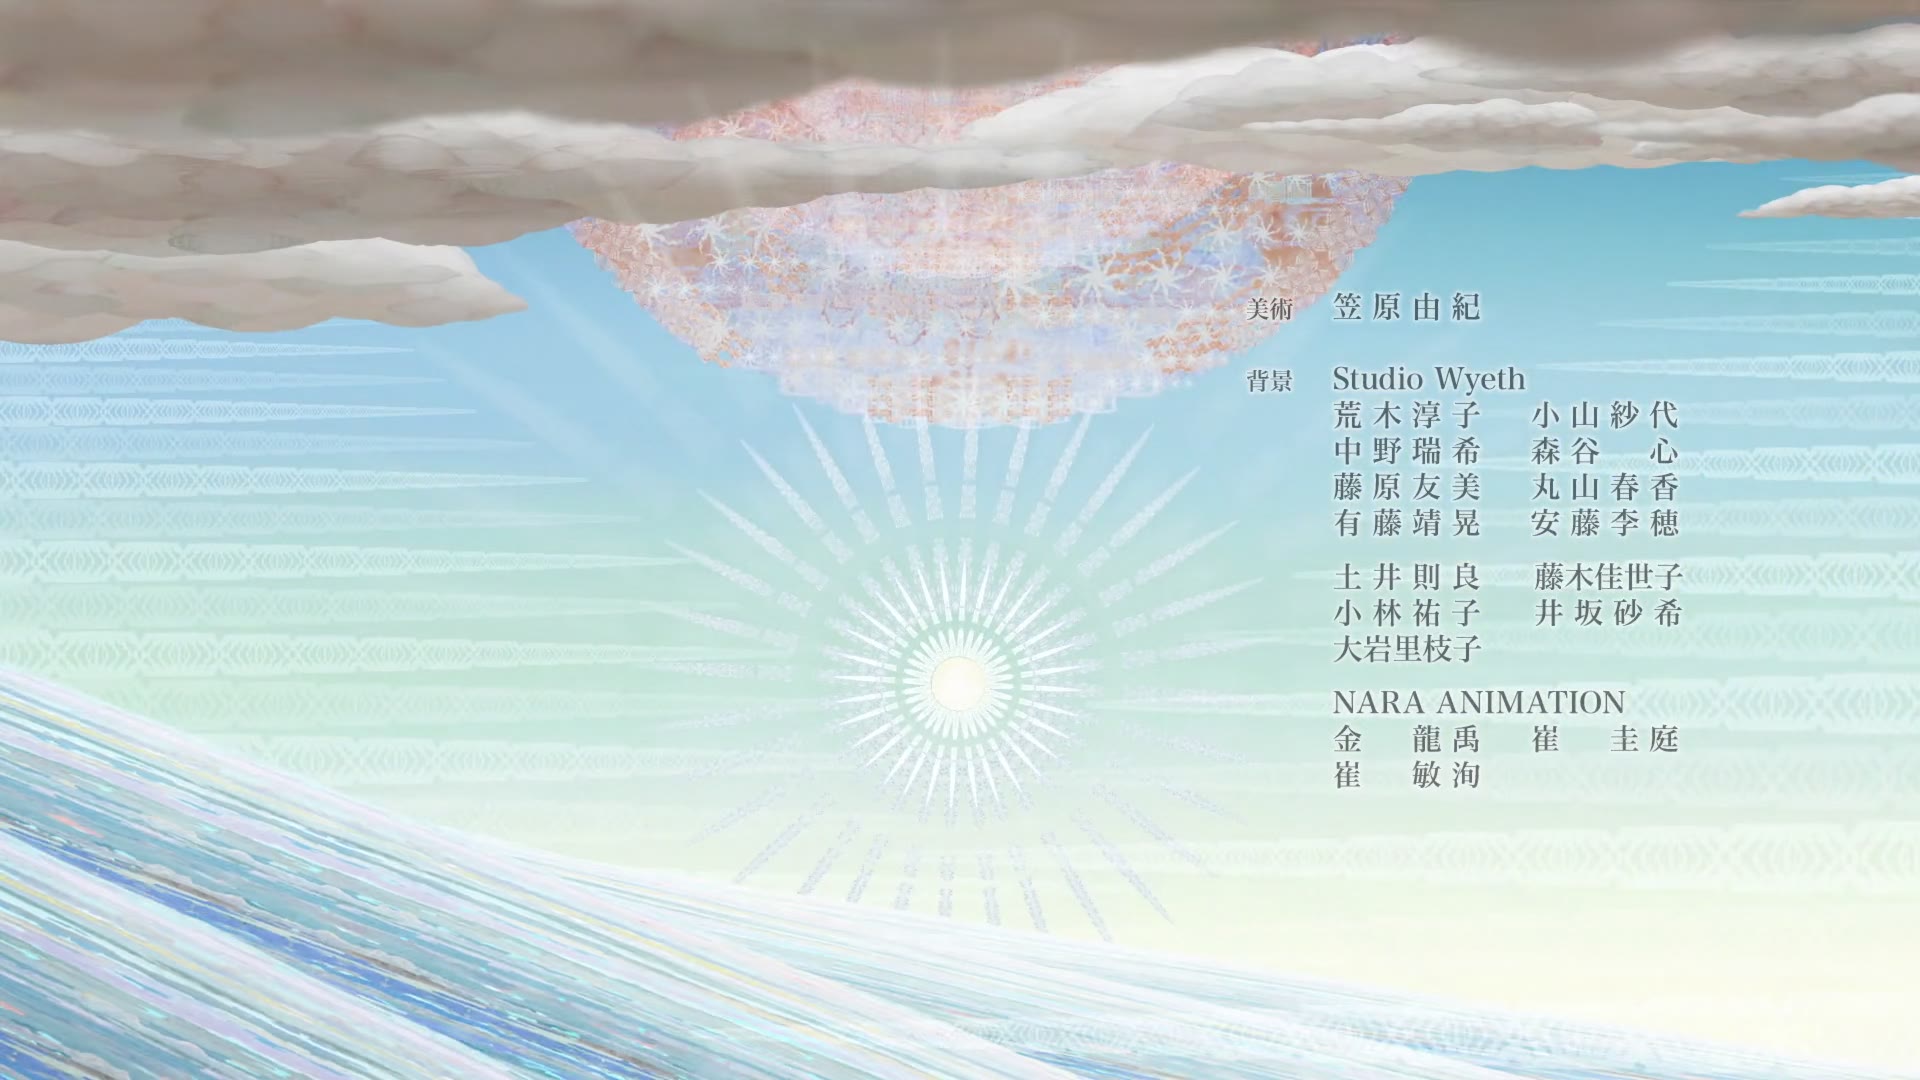 美術 笠原由紀
背景 Studio Wyeth
荒木淳子 小山紗代
中野瑞希 森谷 心
藤原友美 丸山春香
有藤靖晃 安藤李穂
土井則良 藤木佳世子
小林祐子 井坂砂希
大岩里枝子
NARA ANIMATION
金 龍禹 崔 圭庭
崔 敏洵